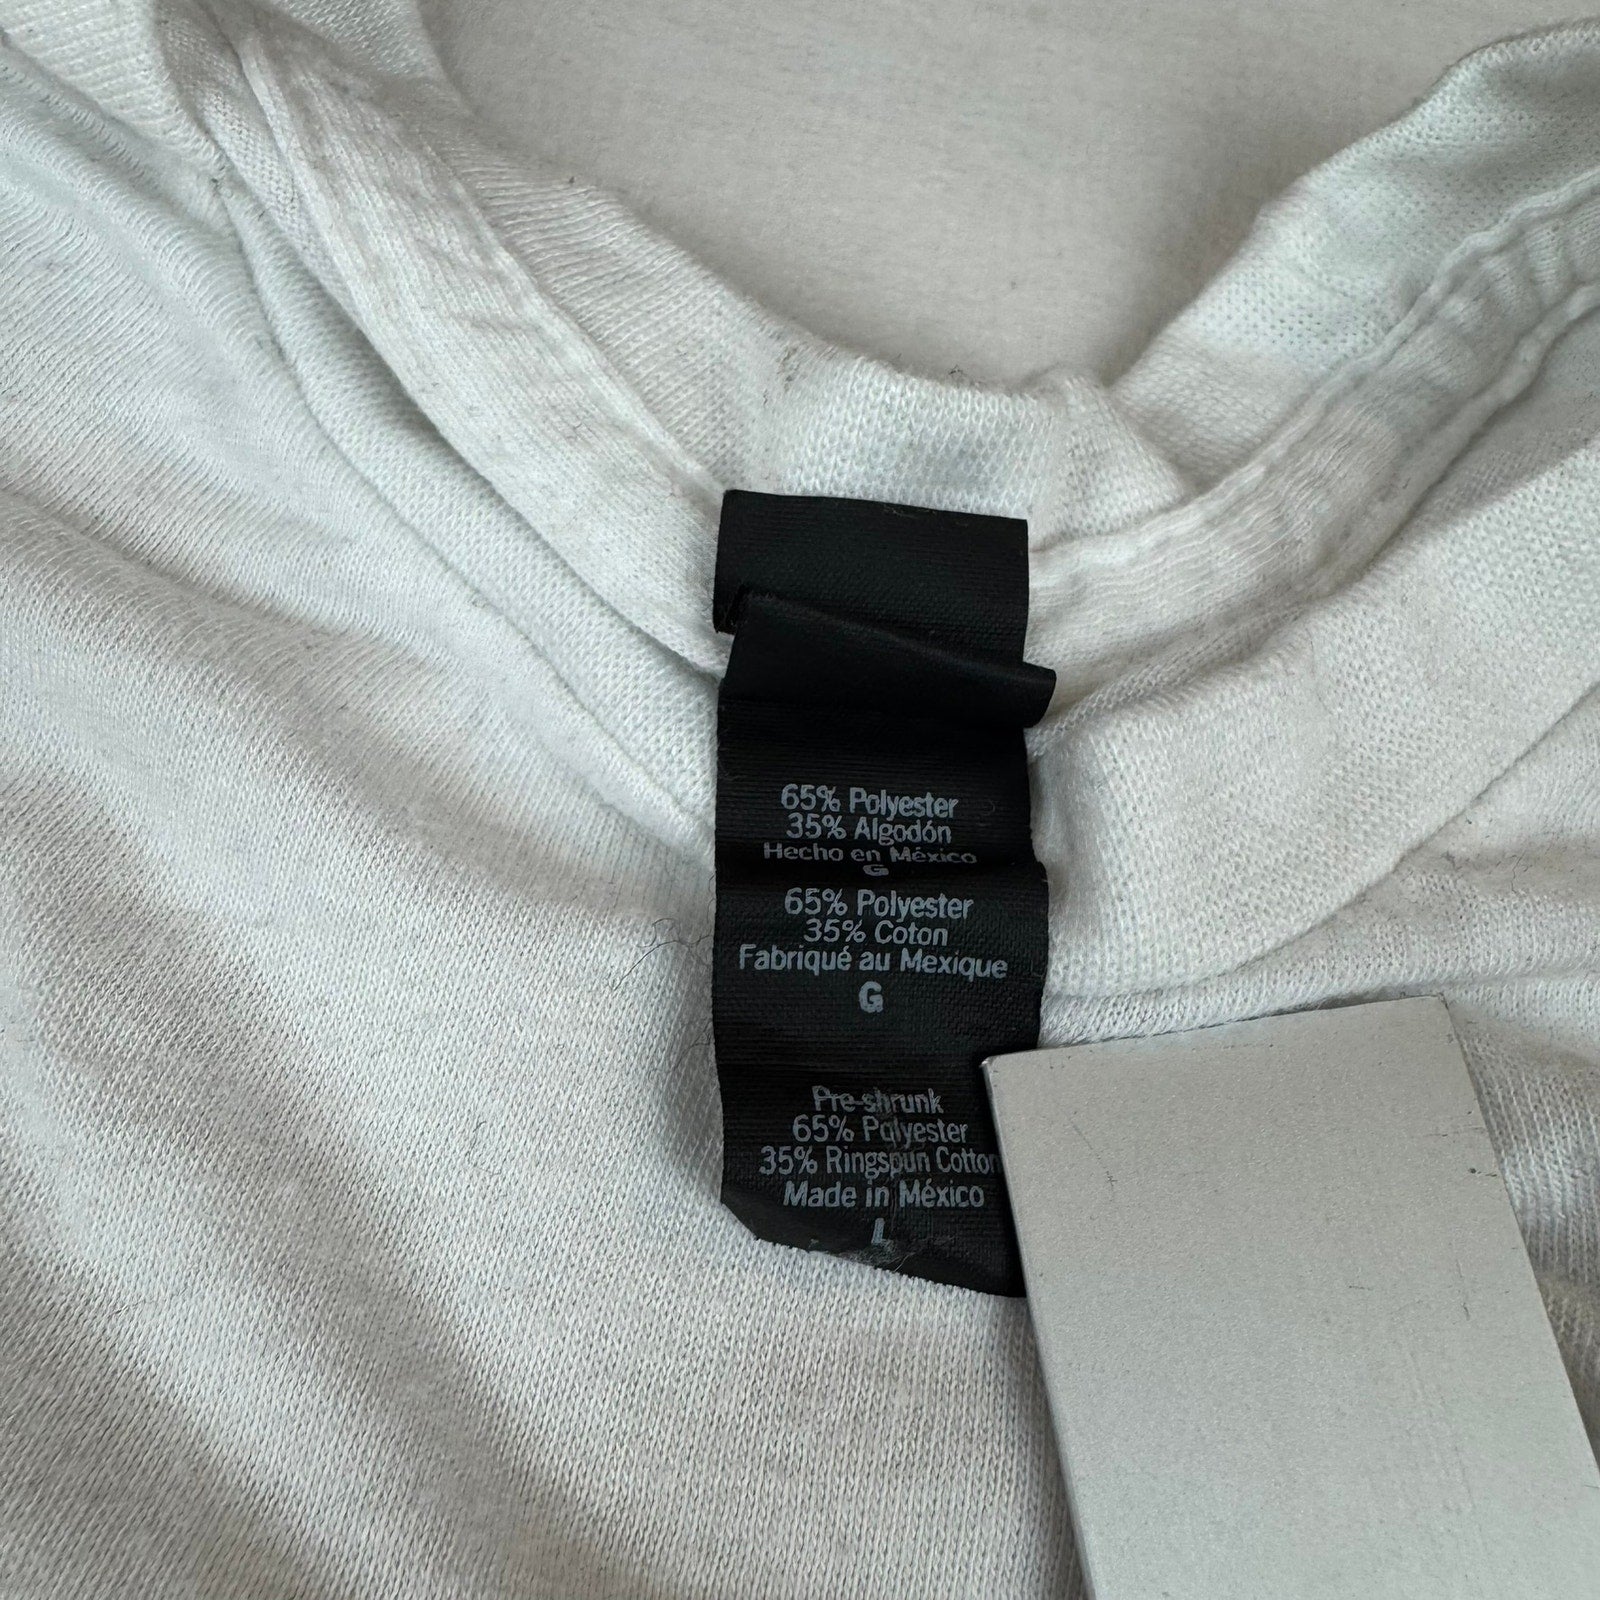 65% Polyester
35% Algodón
Hecho en México
G
65% Polyester
35% Coton
Fabriqué au Mexique
G
Pre-shrunk
65% Polyester
35% Ringspun Cotton
Made in México
L